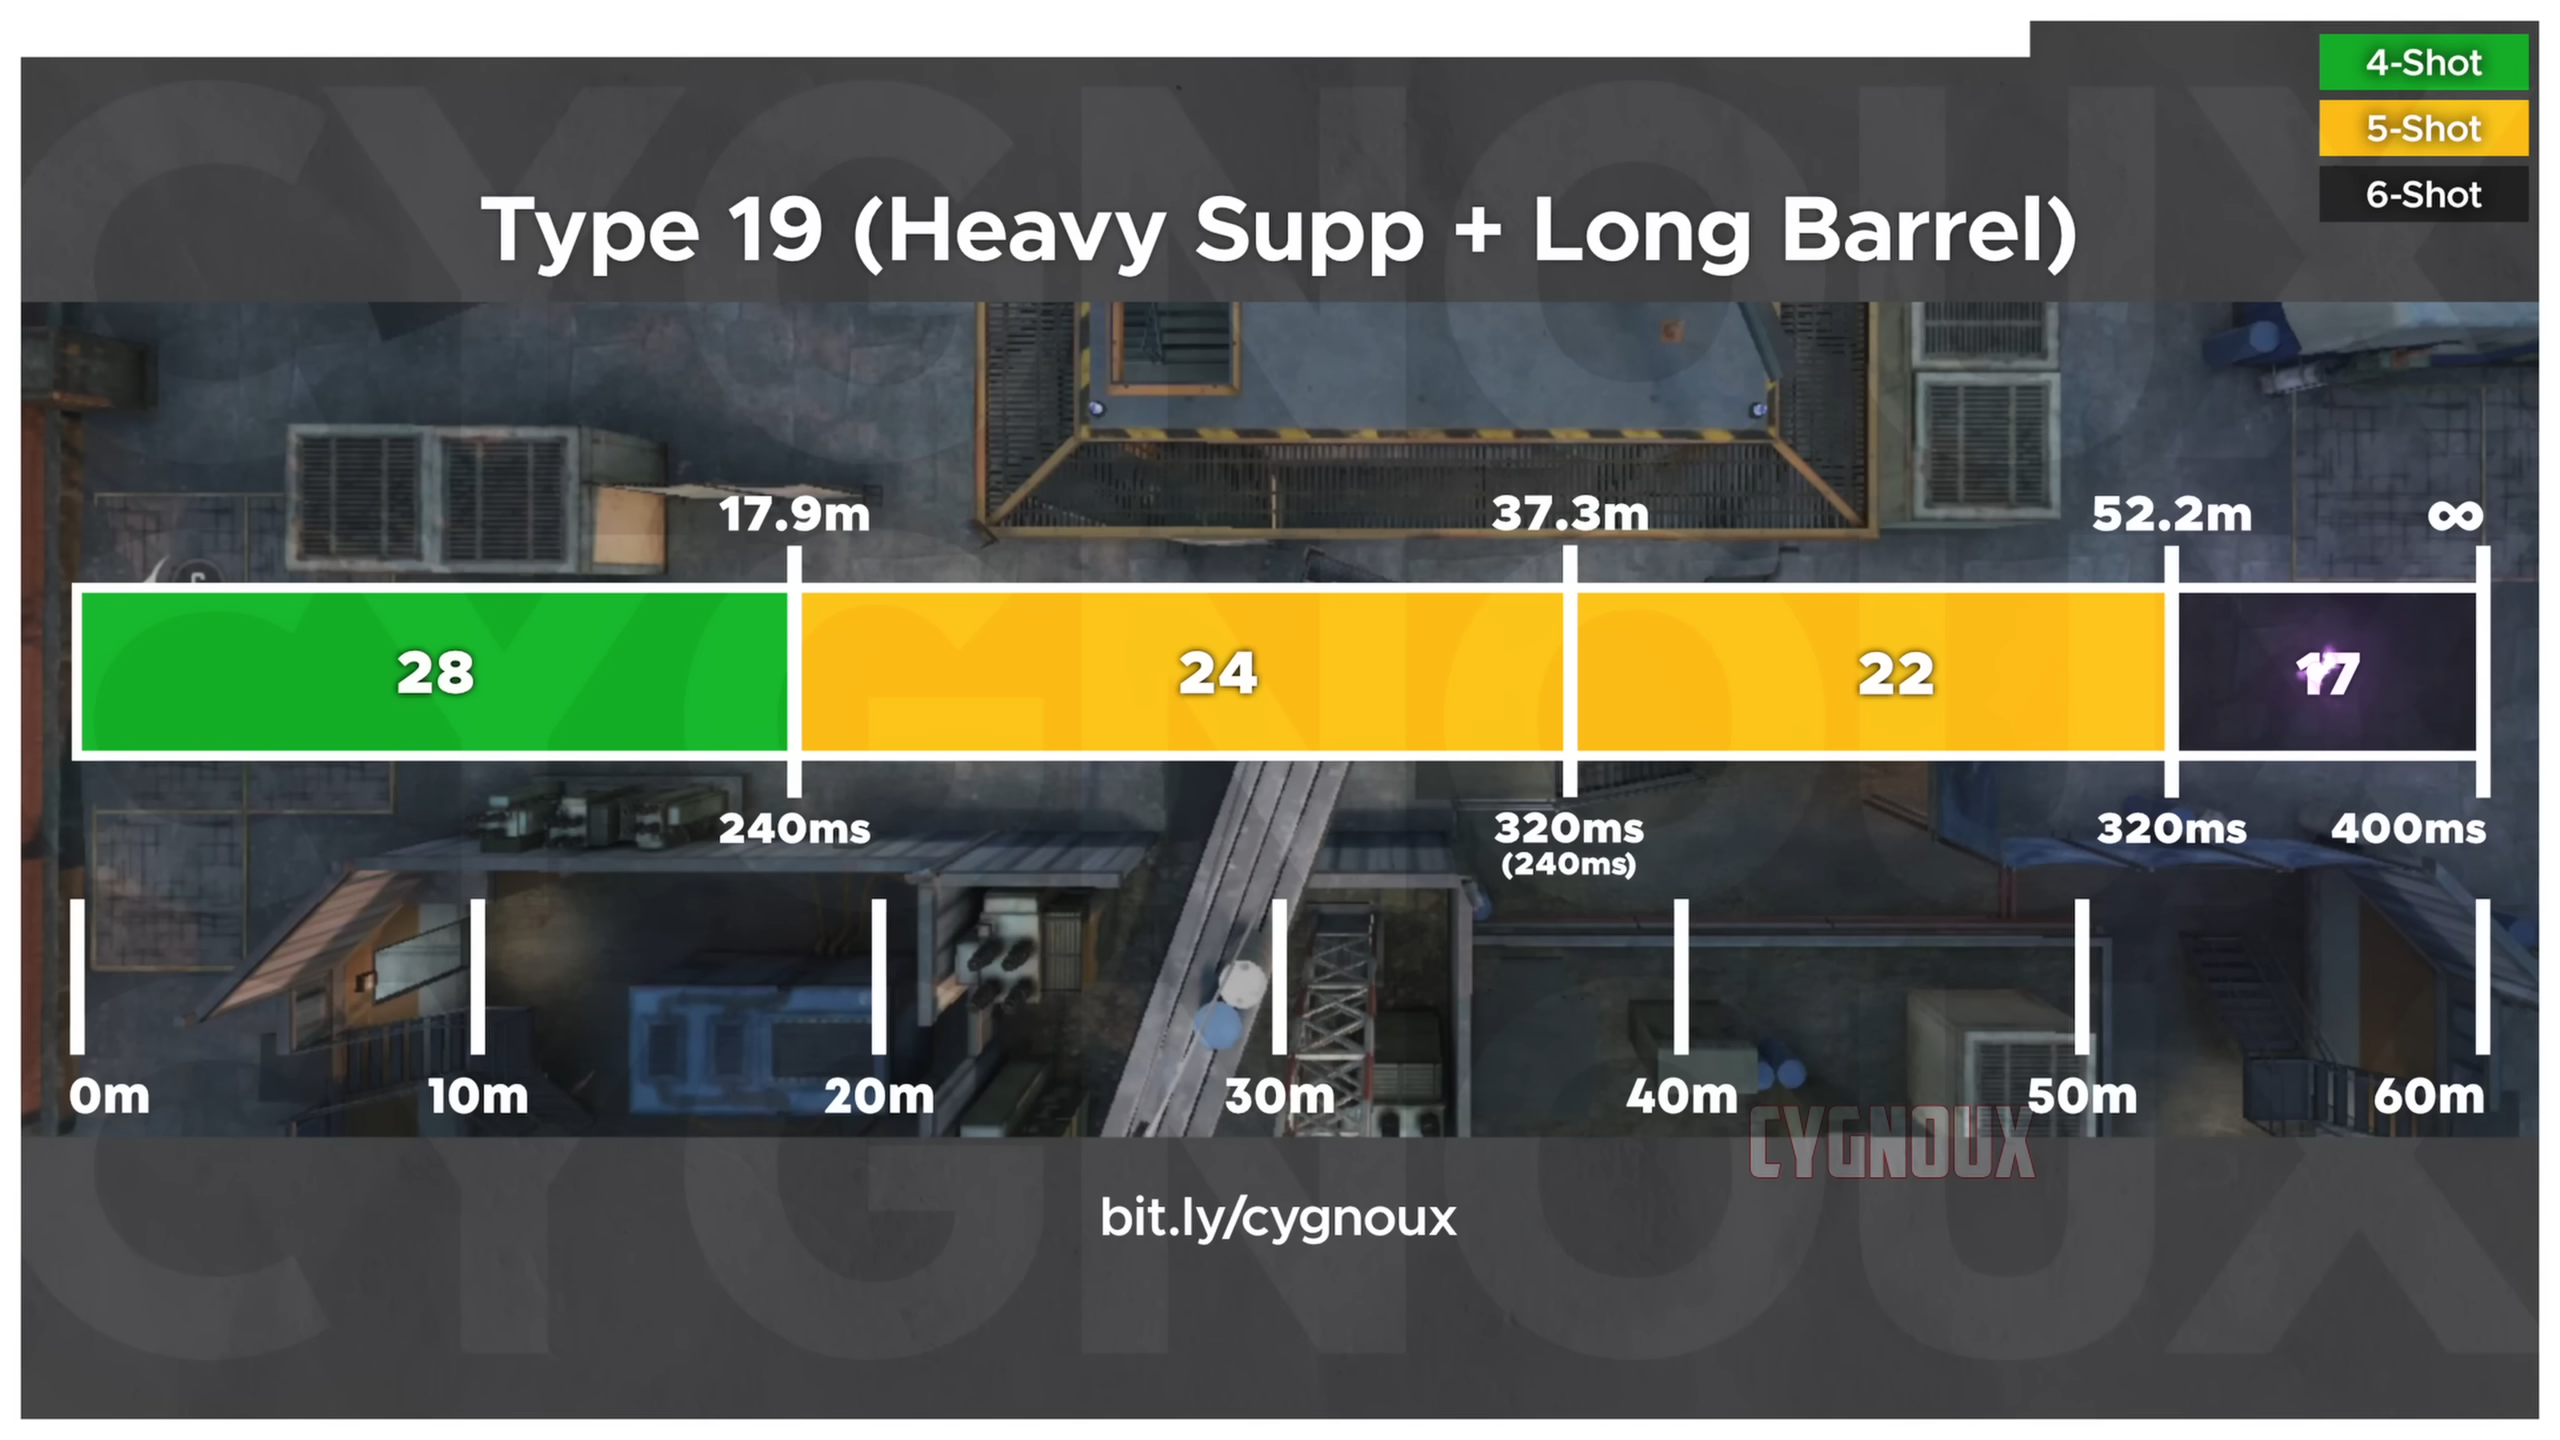 4-Shot
5-Shot
6-Shot
Type 19 (Heavy Supp + Long Barrel)
17.9m
37.3m
52.2m
∞
28
24
22
17
240ms
320ms
(240ms)
320ms
400ms
0m
10m
20m
30m
40m
50m
60m
CYGNOUX
bit.ly/cygnoux
CYGNOUX
CYGNOUX